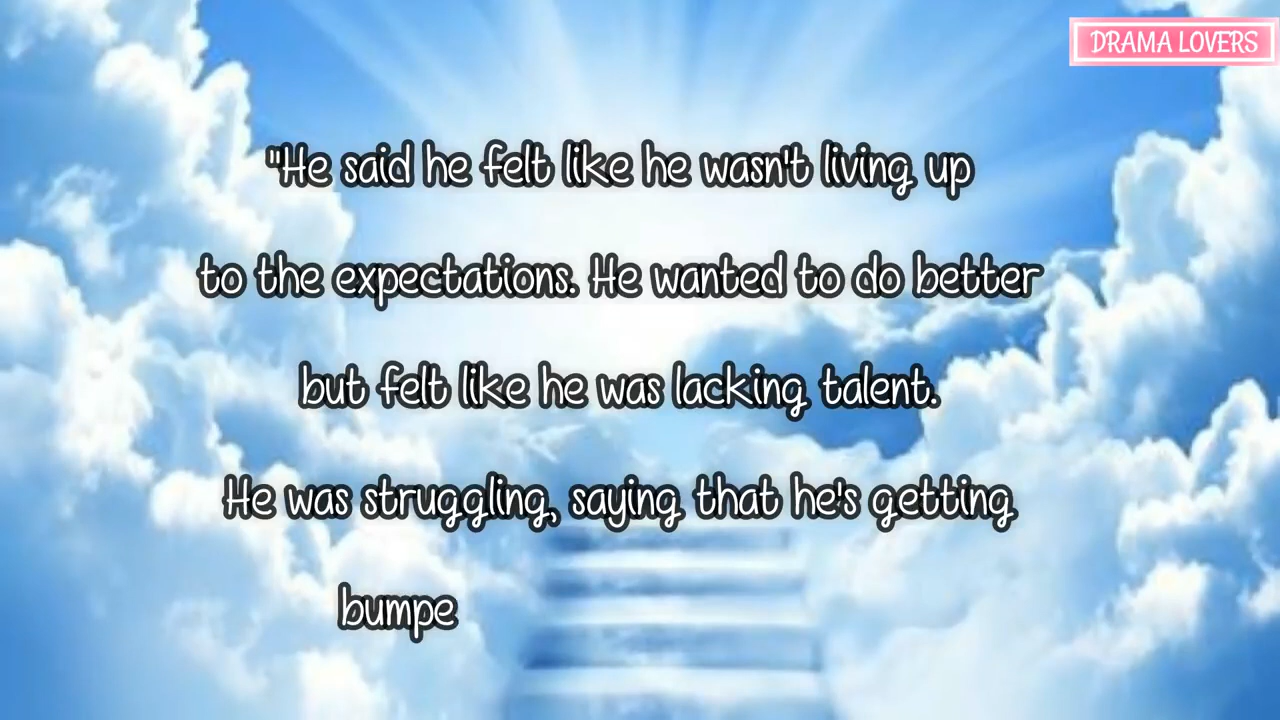 DRAMA LOVERS
"He said he felt like he wasn't living up
to the expectations. He wanted to do better
but felt like he was lacking talent.
He was struggling, saying that he's getting
bumpe